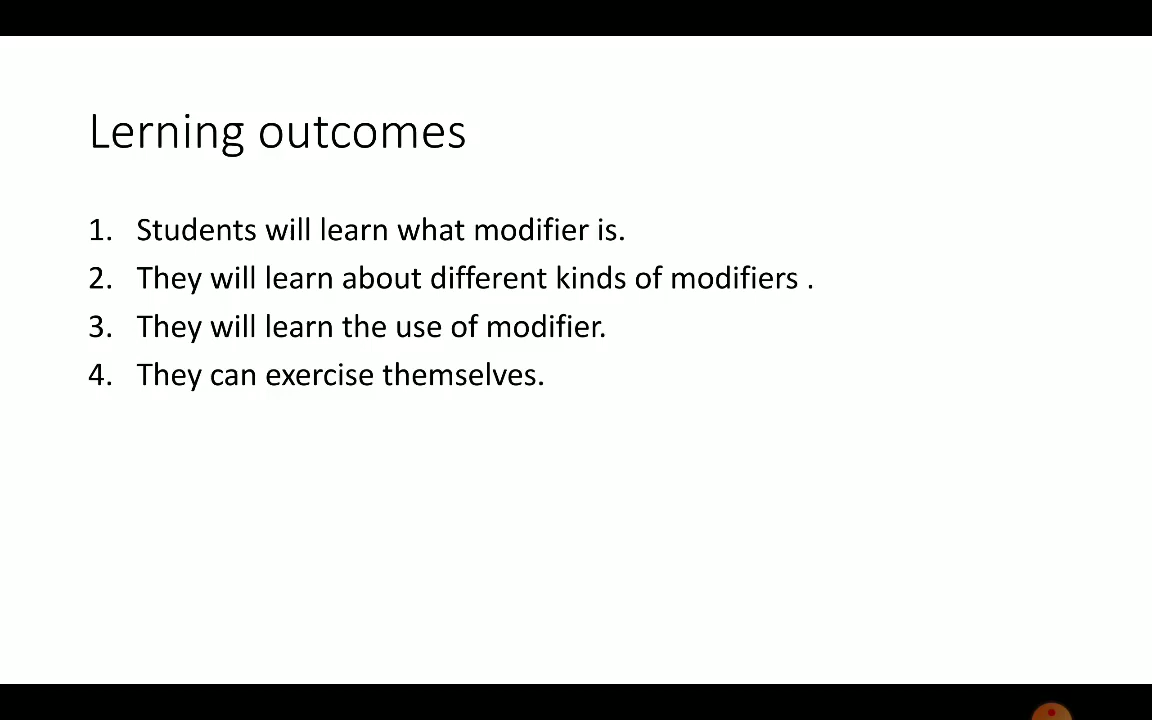 Lerning outcomes
1. Students will learn what modifier is.
2. They will learn about different kinds of modifiers .
3. They will learn the use of modifier.
4. They can exercise themselves.